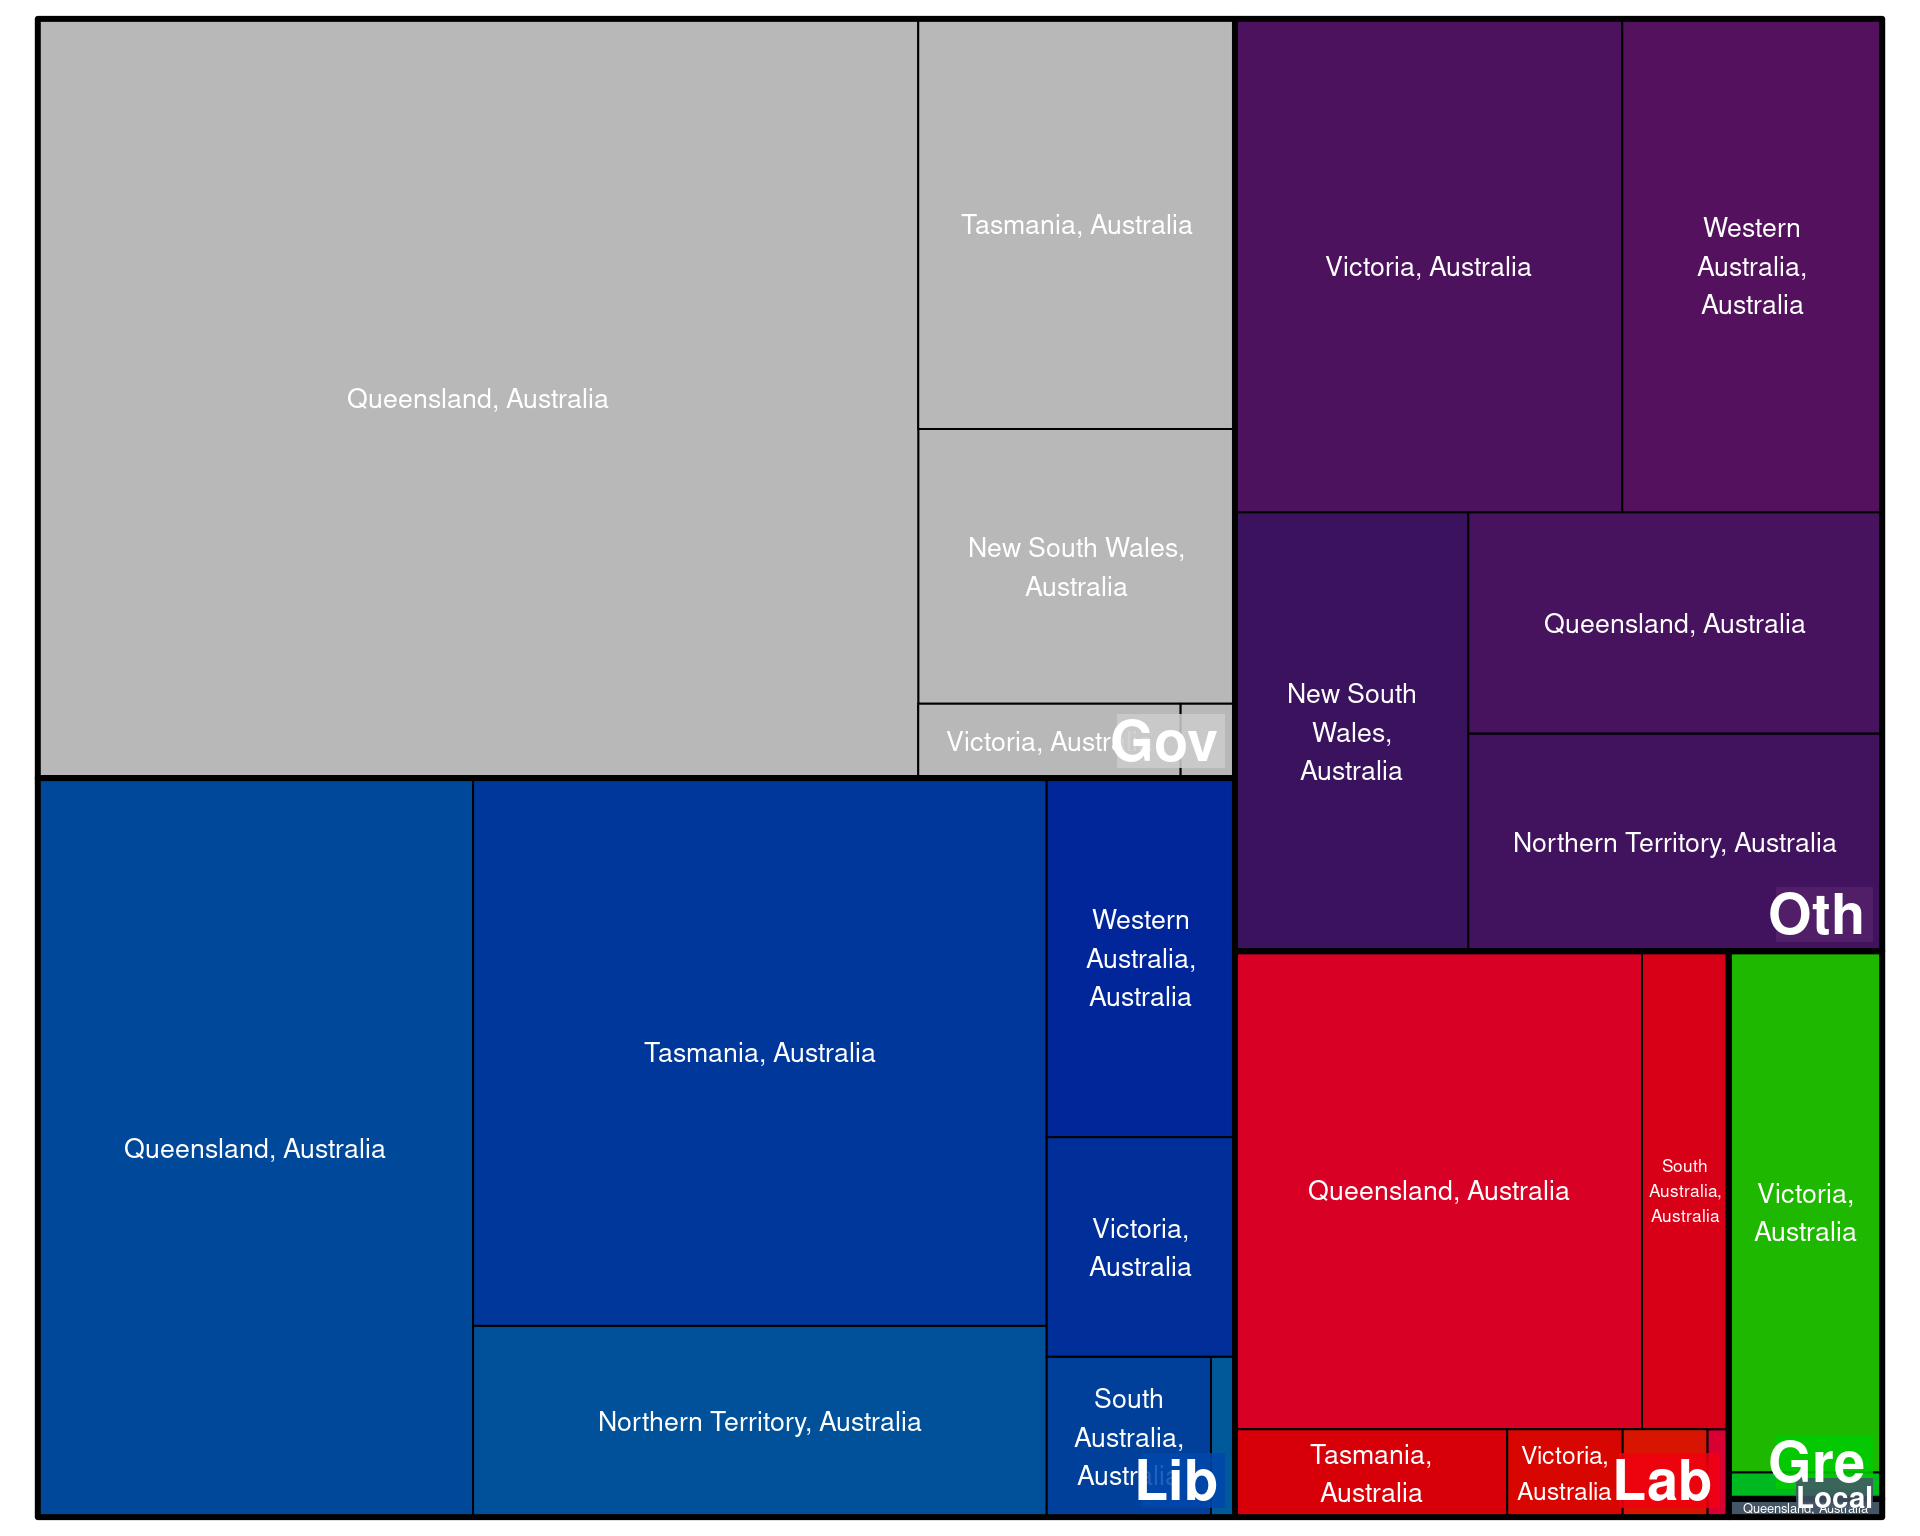 Queensland, Australia
Tasmania, Australia
New South Wales,
Australia
Victoria, Australia
Gov
Victoria, Australia
Western
Australia,
Australia
New South
Wales,
Australia
Queensland, Australia
Northern Territory, Australia
Oth
Queensland, Australia
Tasmania, Australia
Northern Territory, Australia
Western
Australia,
Australia
Victoria,
Australia
South
Australia,
Australia
Lib
Queensland, Australia
South
Australia,
Australia
Tasmania,
Australia
Victoria,
Australia
Lab
Victoria,
Australia
Gre
Local
Queensland, Australia